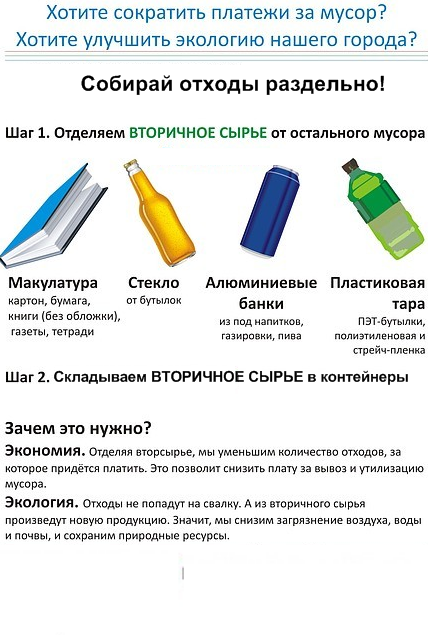 Хотите сократить платежи за мусор?
Хотите улучшить экологию нашего города?
Собирай отходы раздельно!
Шаг 1. Отделяем ВТОРИЧНОЕ СЫРЬЕ от остального мусора
Макулатура
картон, бумага,
книги (без обложки),
газеты, тетради
Стекло
от бутылок
Алюминиевые
банки
из под напитков,
газировки, пива
Пластиковая
тара
ПЭТ-бутылки,
полиэтиленовая и
стрейч-пленка
Шаг 2. Складываем ВТОРИЧНОЕ СЫРЬЕ в контейнеры
Зачем это нужно?
Экономия. Отделяя вторсырье, мы уменьшим количество отходов, за
которое придётся платить. Это позволит снизить плату за вывоз и утилизацию
мусора.
Экология. Отходы не попадут на свалку. А из вторичного сырья
произведут новую продукцию. Значит, мы снизим загрязнение воздуха, воды
и почвы, и сохраним природные ресурсы.